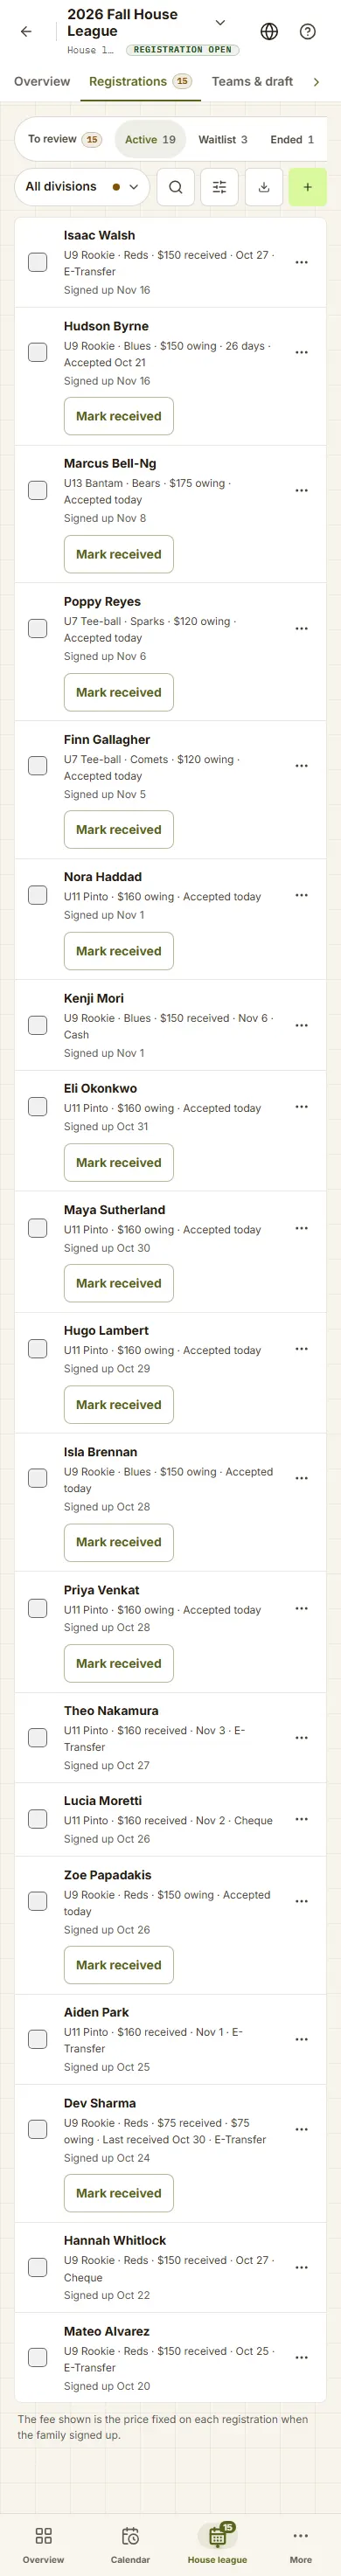 2026 Fall House
League
House l…
REGISTRATION OPEN
Overview
Registrations 15
Teams & draft
To review 15
Active 19
Waitlist 3
Ended 1
All divisions
Isaac Walsh
U9 Rookie · Reds · $150 received · Oct 27 ·
E-Transfer
Signed up Nov 16
Hudson Byrne
U9 Rookie · Blues · $150 owing · 26 days ·
Accepted Oct 21
Signed up Nov 16
Mark received
Marcus Bell-Ng
U13 Bantam · Bears · $175 owing ·
Accepted today
Signed up Nov 8
Mark received
Poppy Reyes
U7 Tee-ball · Sparks · $120 owing ·
Accepted today
Signed up Nov 6
Mark received
Finn Gallagher
U7 Tee-ball · Comets · $120 owing ·
Accepted today
Signed up Nov 5
Mark received
Nora Haddad
U11 Pinto · $160 owing · Accepted today
Signed up Nov 1
Mark received
Kenji Mori
U9 Rookie · Blues · $150 received · Nov 6 ·
Cash
Signed up Nov 1
Eli Okonkwo
U11 Pinto · $160 owing · Accepted today
Signed up Oct 31
Mark received
Maya Sutherland
U11 Pinto · $160 owing · Accepted today
Signed up Oct 30
Mark received
Hugo Lambert
U11 Pinto · $160 owing · Accepted today
Signed up Oct 29
Mark received
Isla Brennan
U9 Rookie · Blues · $150 owing · Accepted
today
Signed up Oct 28
Mark received
Priya Venkat
U11 Pinto · $160 owing · Accepted today
Signed up Oct 28
Mark received
Theo Nakamura
U11 Pinto · $160 received · Nov 3 · E-
Transfer
Signed up Oct 27
Lucia Moretti
U11 Pinto · $160 received · Nov 2 · Cheque
Signed up Oct 26
Zoe Papadakis
U9 Rookie · Reds · $150 owing · Accepted
today
Signed up Oct 26
Mark received
Aiden Park
U11 Pinto · $160 received · Nov 1 · E-
Transfer
Signed up Oct 25
Dev Sharma
U9 Rookie · Reds · $75 received · $75
owing · Last received Oct 30 · E-Transfer
Signed up Oct 24
Mark received
Hannah Whitlock
U9 Rookie · Reds · $150 received · Oct 27 ·
Cheque
Signed up Oct 22
Mateo Alvarez
U9 Rookie · Reds · $150 received · Oct 25 ·
E-Transfer
Signed up Oct 20
The fee shown is the price fixed on each registration when
the family signed up.
15
Overview
Calendar
House league
More